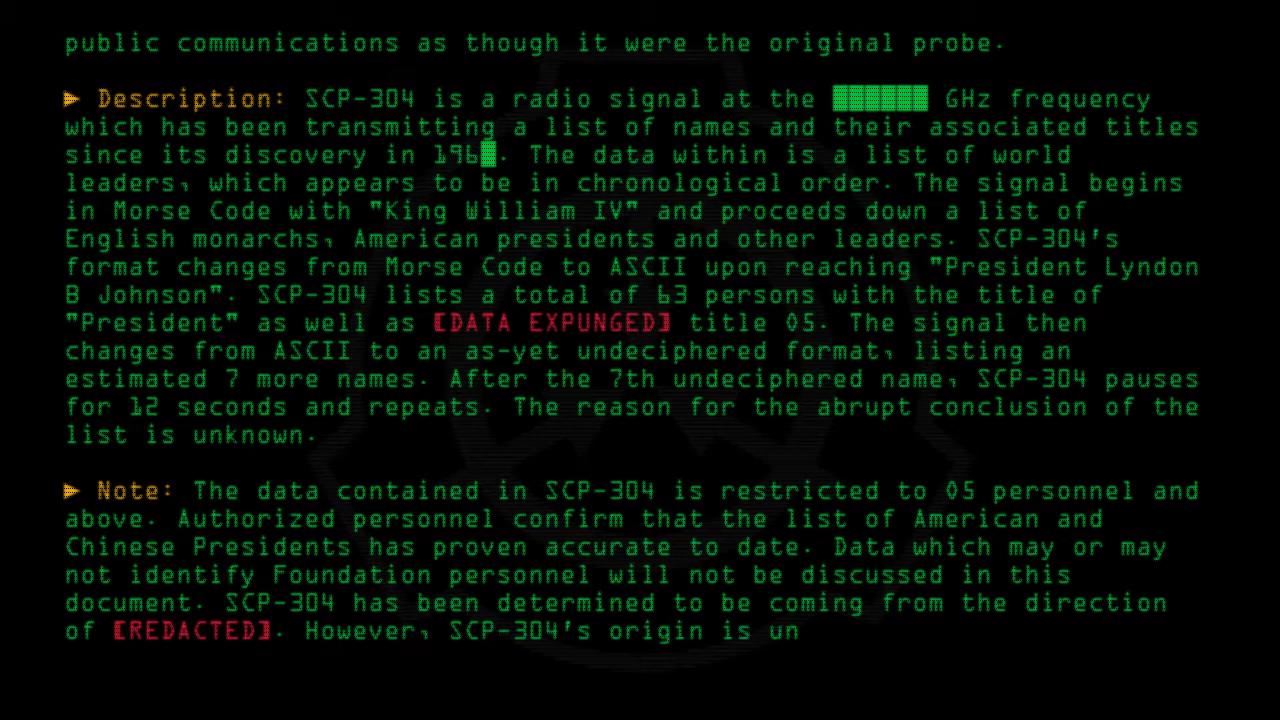 public communications as though it were the original probe.
► Description: SCP-304 is a radio signal at the ██████ GHz frequency
which has been transmitting a list of names and their associated titles
since its discovery in 196█. The data within is a list of world
leaders, which appears to be in chronological order. The signal begins
in Morse Code with "King William IV" and proceeds down a list of
English monarchs, American presidents and other leaders. SCP-304's
format changes from Morse Code to ASCII upon reaching "President Lyndon
B Johnson". SCP-304 lists a total of 63 persons with the title of
"President" as well as [DATA EXPUNGED] title 05. The signal then
changes from ASCII to an as-yet undeciphered format, listing an
estimated 7 more names. After the 7th undeciphered name, SCP-304 pauses
for 12 seconds and repeats. The reason for the abrupt conclusion of the
list is unknown.
► Note: The data contained in SCP-304 is restricted to 05 personnel and
above. Authorized personnel confirm that the list of American and
Chinese Presidents has proven accurate to date. Data which may or may
not identify Foundation personnel will not be discussed in this
document. SCP-304 has been determined to be coming from the direction
of [REDACTED]. However, SCP-304's origin is un